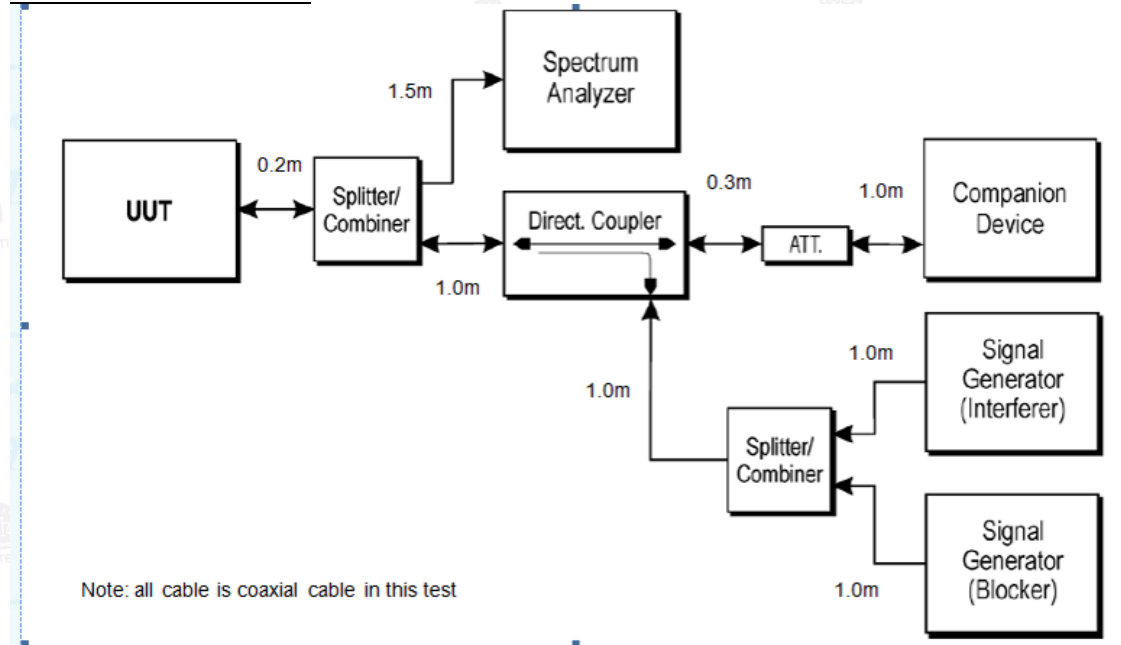 Spectrum
Analyzer
1.5m
UUT
0.2m
Splitter/
Combiner
1.0m
Direct. Coupler
0.3m
ATT.
1.0m
Companion
Device
1.0m
Signal
Generator
(Interferer)
1.0m
Splitter/
Combiner
Signal
Generator
(Blocker)
1.0m
Note: all cable is coaxial cable in this test